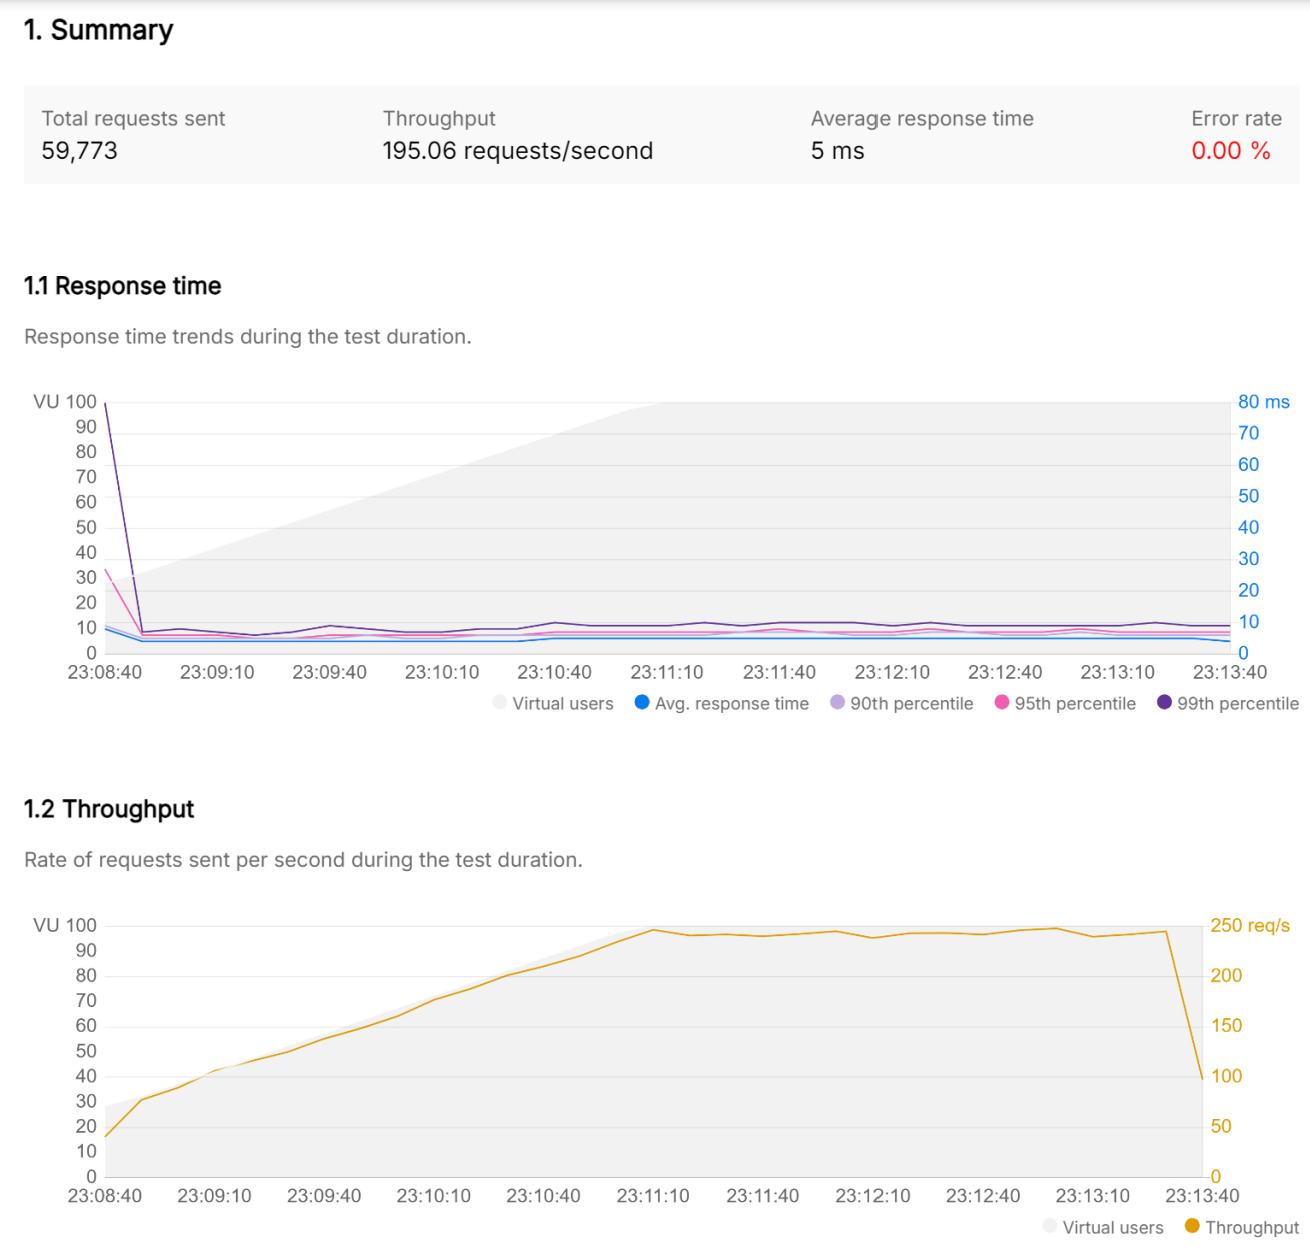 1. Summary
Total requests sent Throughput Average response time Error rate
59,773 195.06 requests/second 5 ms 0.00 %
1.1 Response time
Response time trends during the test duration.
VU 100 80 ms
90
80 70
70 60
60 50
50 40
40 30
30
20 20
10 10
0 0
23:08:40 23:09:10 23:09:40 23:10:10 23:10:40 23:11:10 23:11:40 23:12:10 23:12:40 23:13:10 23:13:40
Virtual users Avg. response time 90th percentile 95th percentile 99th percentile
1.2 Throughput
Rate of requests sent per second during the test duration.
VU 100 250 req/s
90
80 200
70
60 150
50
40 100
30
20 50
10
0 0
23:08:40 23:09:10 23:09:40 23:10:10 23:10:40 23:11:10 23:11:40 23:12:10 23:12:40 23:13:10 23:13:40
Virtual users Throughput